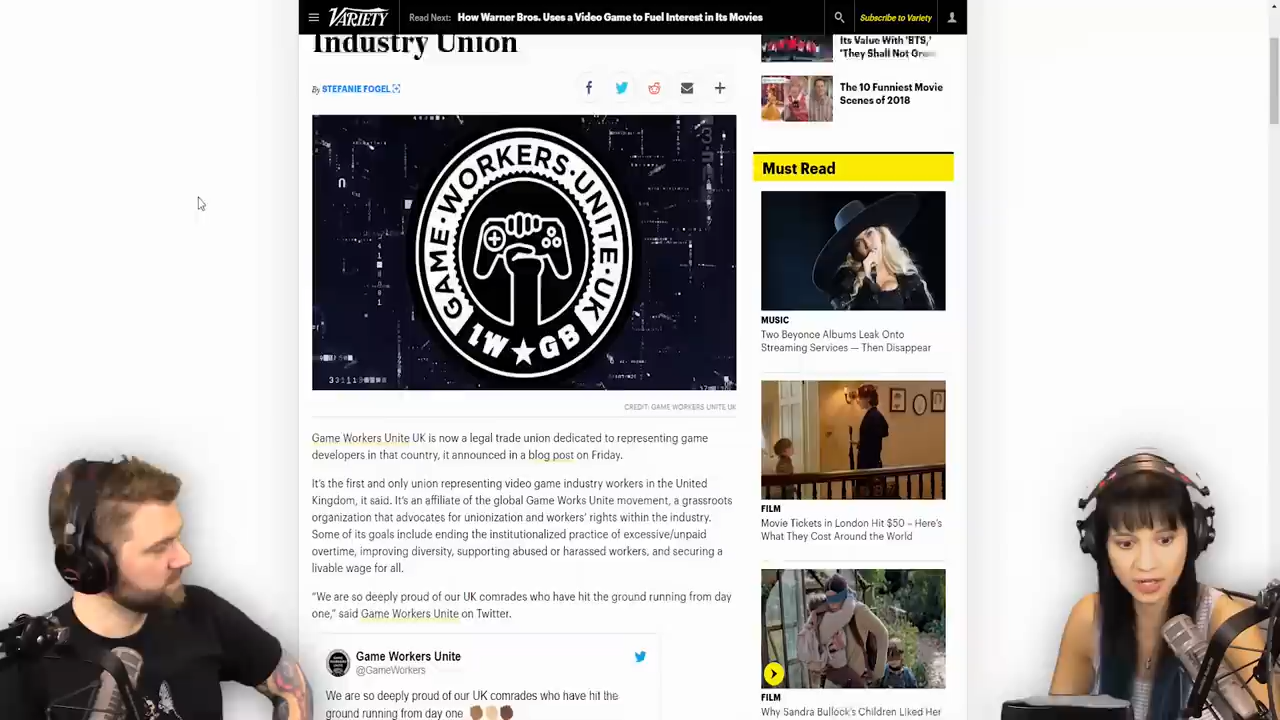 VARIETY
Read Next: How Warner Bros. Uses a Video Game to Fuel Interest in Its Movies
Subscribe to Variety
Industry Union
By STEFANIE FOGEL
GAME·WORKERS·UNITE·UK
IW★GB
CREDIT: GAME WORKERS UNITE UK
Game Workers Unite UK is now a legal trade union dedicated to representing game
developers in that country, it announced in a blog post on Friday.
It's the first and only union representing video game industry workers in the United
Kingdom, it said. It's an affiliate of the global Game Works Unite movement, a grassroots
organization that advocates for unionization and workers' rights within the industry.
Some of its goals include ending the institutionalized practice of excessive/unpaid
overtime, improving diversity, supporting abused or harassed workers, and securing a
livable wage for all.
“We are so deeply proud of our UK comrades who have hit the ground running from day
one,” said Game Workers Unite on Twitter.
Game Workers Unite
@GameWorkers
We are so deeply proud of our UK comrades who have hit the
ground running from day one
Its Value With 'BTS,'
'They Shall Not Grow
The 10 Funniest Movie
Scenes of 2018
Must Read
MUSIC
Two Beyonce Albums Leak Onto
Streaming Services — Then Disappear
FILM
Movie Tickets in London Hit $50 – Here's
What They Cost Around the World
FILM
Why Sandra Bullock's Children Liked Her